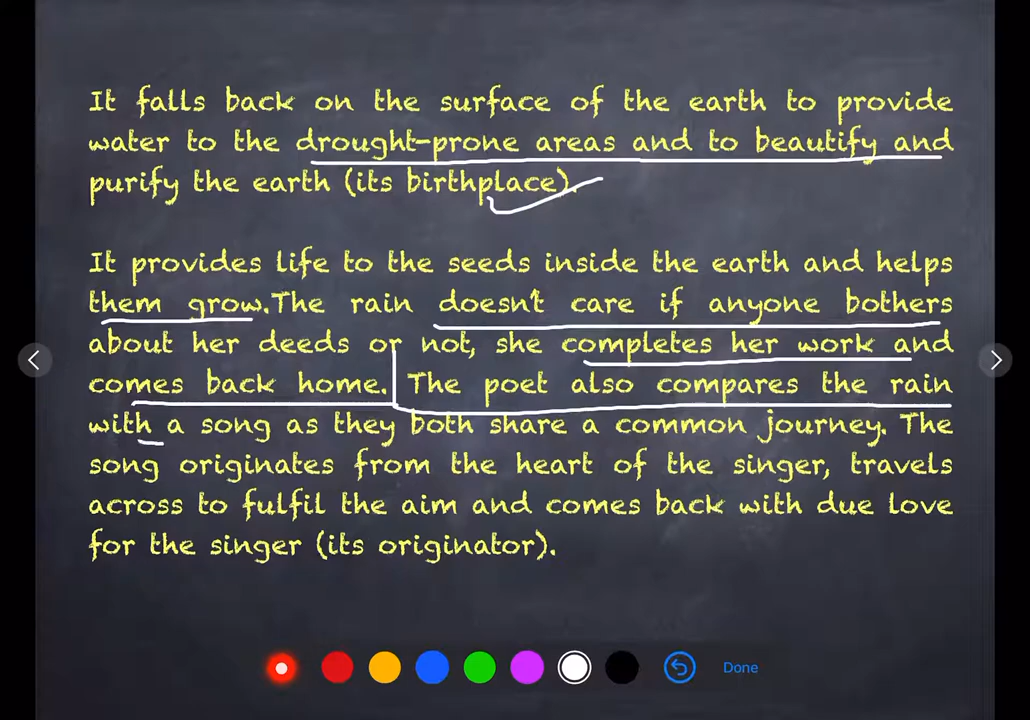 It falls back on the surface of the earth to provide
water to the drought-prone areas and to beautify and
purify the earth (its birthplace).
It provides life to the seeds inside the earth and helps
them grow.The rain doesn't care if anyone bothers
about her deeds or not, she completes her work and
comes back home. The poet also compares the rain
with a song as they both share a common journey. The
song originates from the heart of the singer, travels
across to fulfil the aim and comes back with due love
for the singer (its originator).
Done